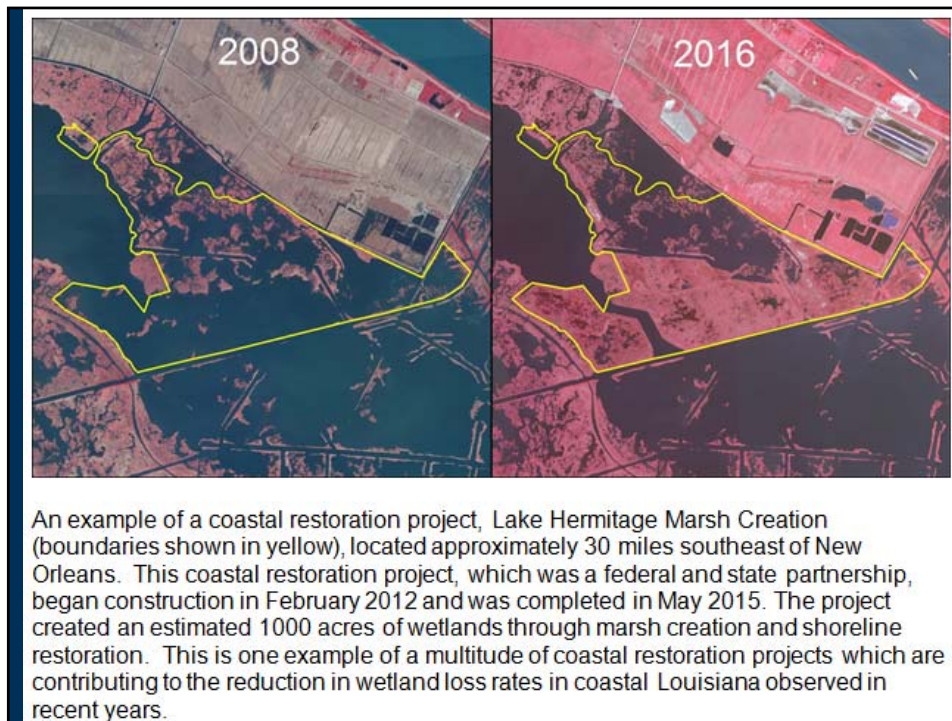 2008
2016
An example of a coastal restoration project, Lake Hermitage Marsh Creation
(boundaries shown in yellow), located approximately 30 miles southeast of New
Orleans. This coastal restoration project, which was a federal and state partnership,
began construction in February 2012 and was completed in May 2015. The project
created an estimated 1000 acres of wetlands through marsh creation and shoreline
restoration. This is one example of a multitude of coastal restoration projects which are
contributing to the reduction in wetland loss rates in coastal Louisiana observed in
recent years.